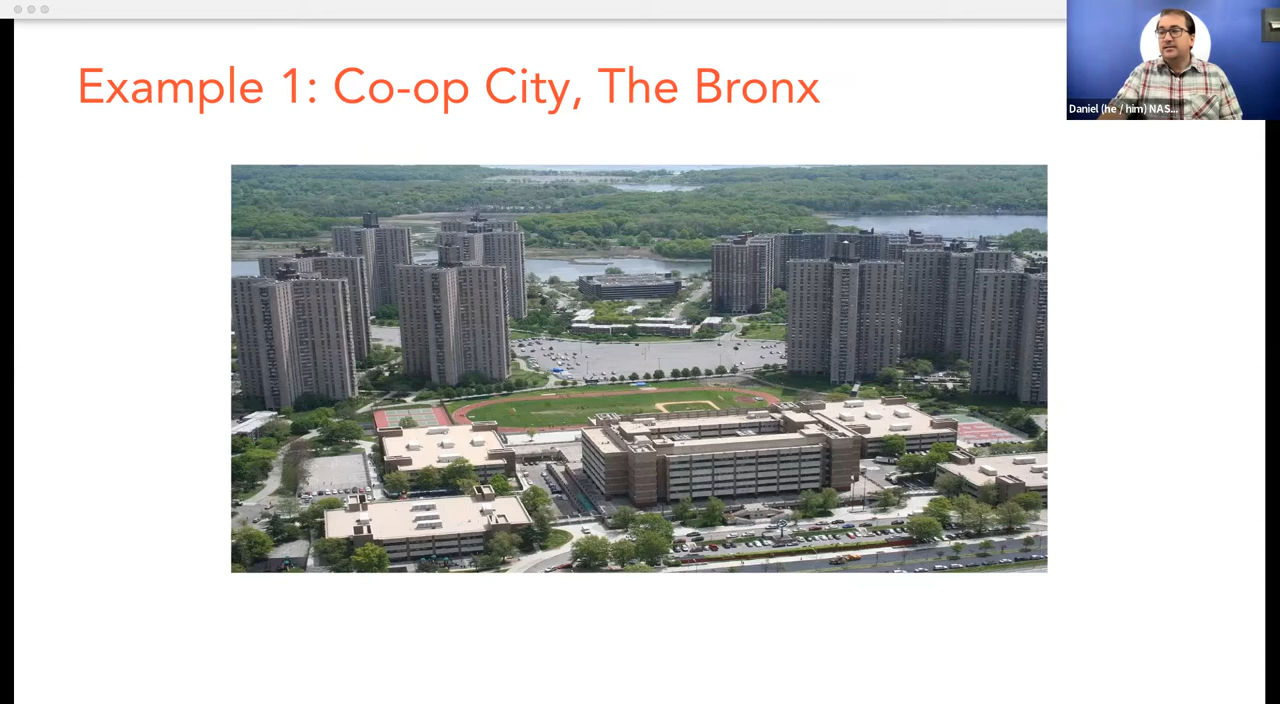 Example 1: Co-op City, The Bronx
Daniel (he / him) NAS...